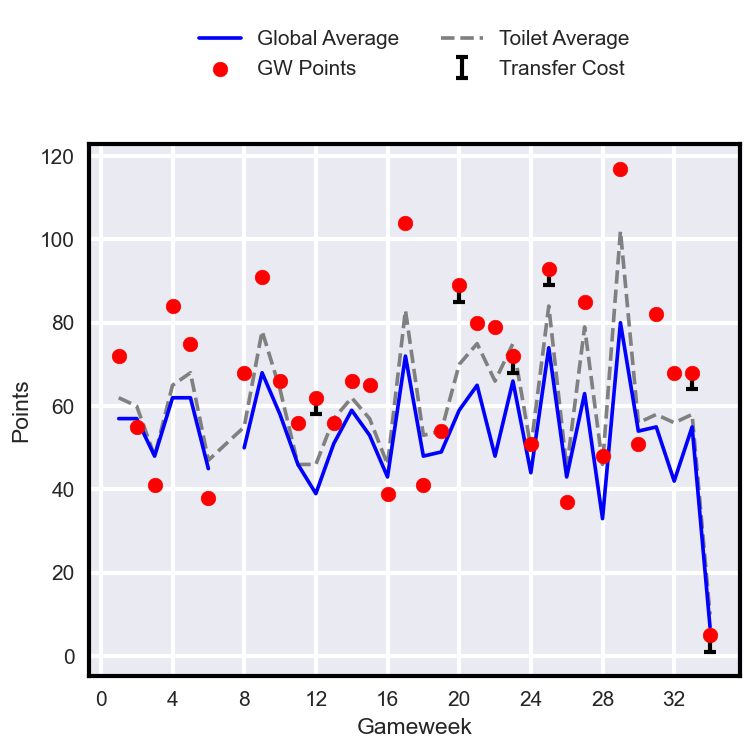 Global Average
Toilet Average
GW Points
Transfer Cost
120
100
80
60
40
20
0
Points
0 4 8 12 16 20 24 28 32
Gameweek